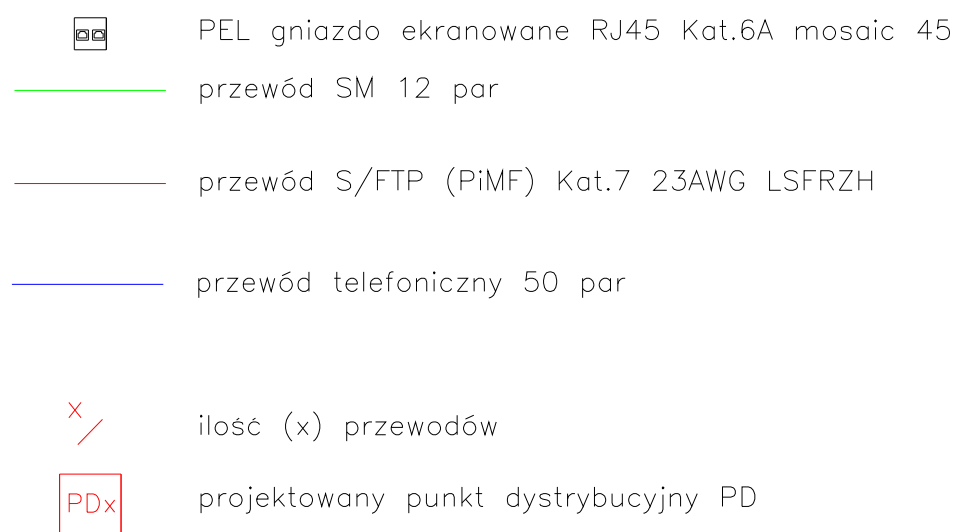 PEL gniazdo ekranowane RJ45 Kat.6A mosaic 45
przewód SM 12 par
przewód S/FTP (PiMF) Kat.7 23AWG LSFRZH
przewód telefoniczny 50 par
x/ ilość (x) przewodów
PDx projektowany punkt dystrybucyjny PD